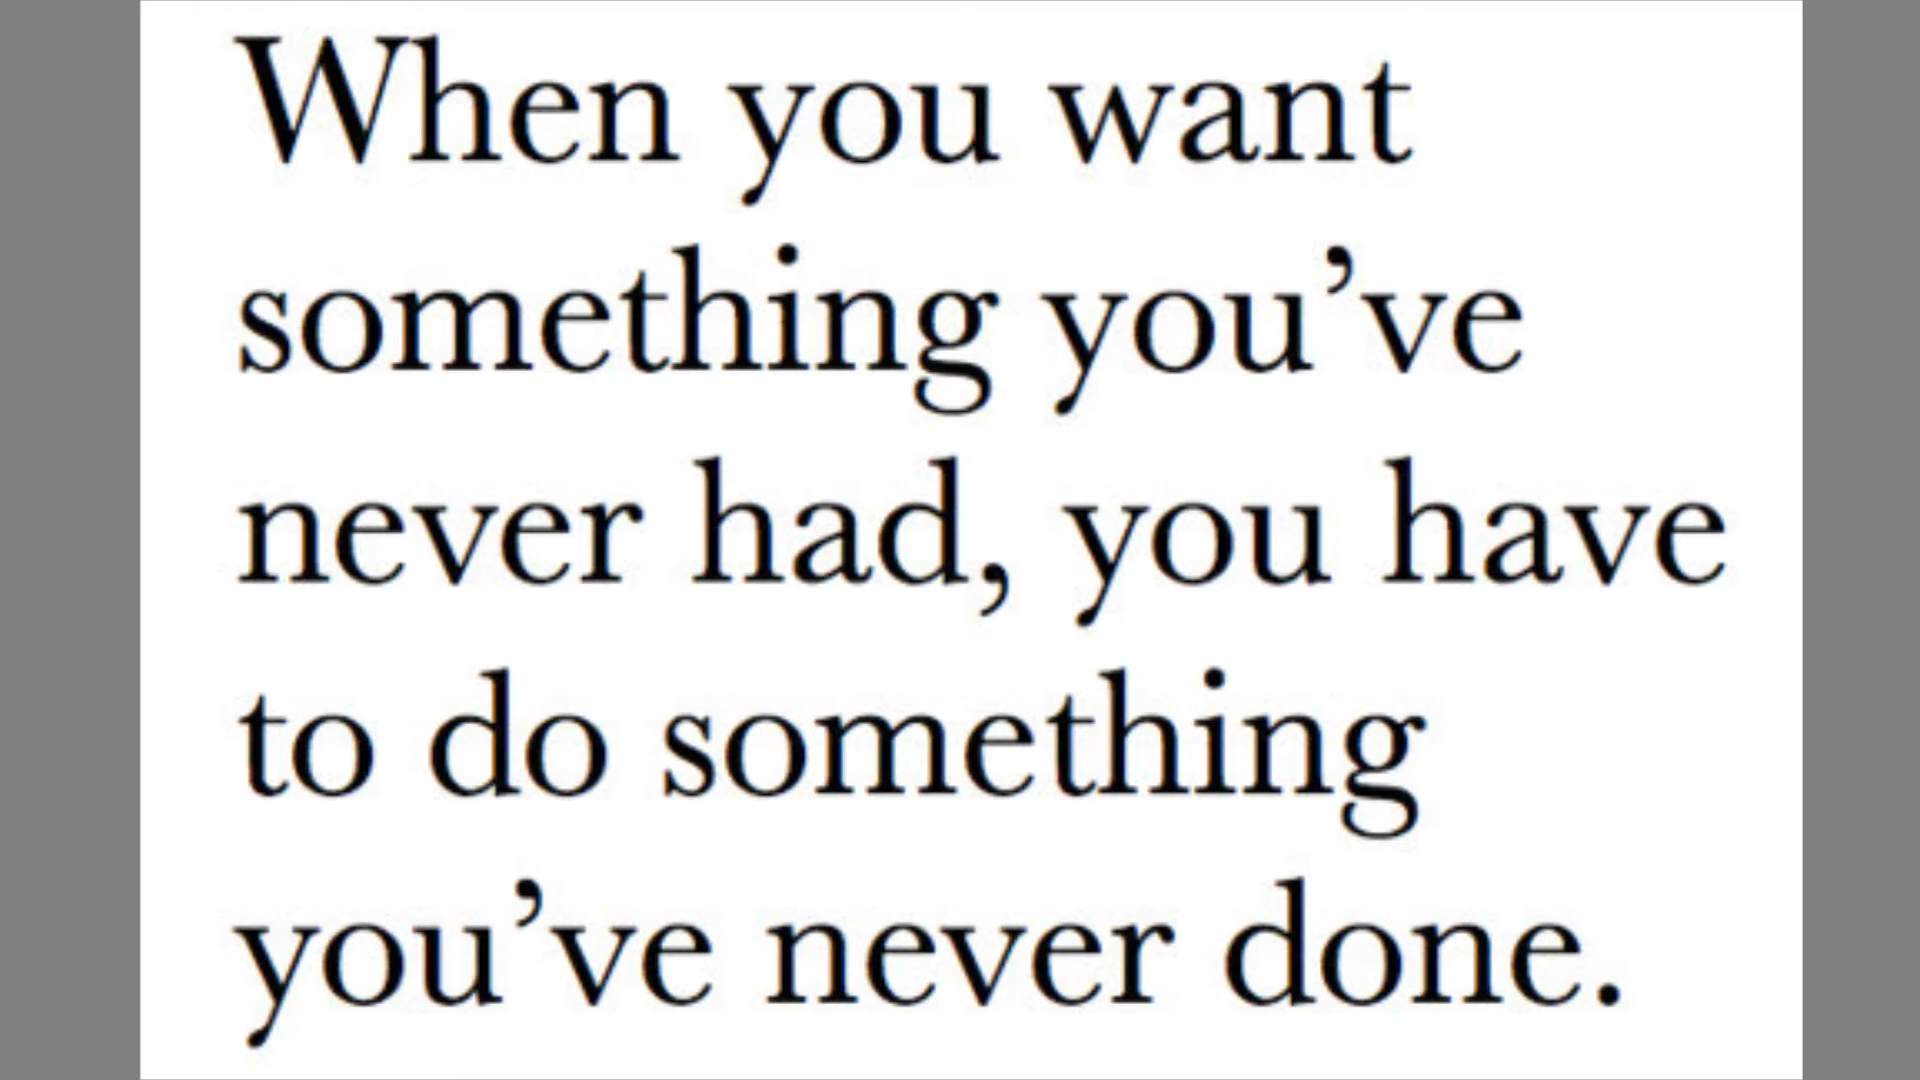 When you want
something you’ve
never had, you have
to do something
you’ve never done.